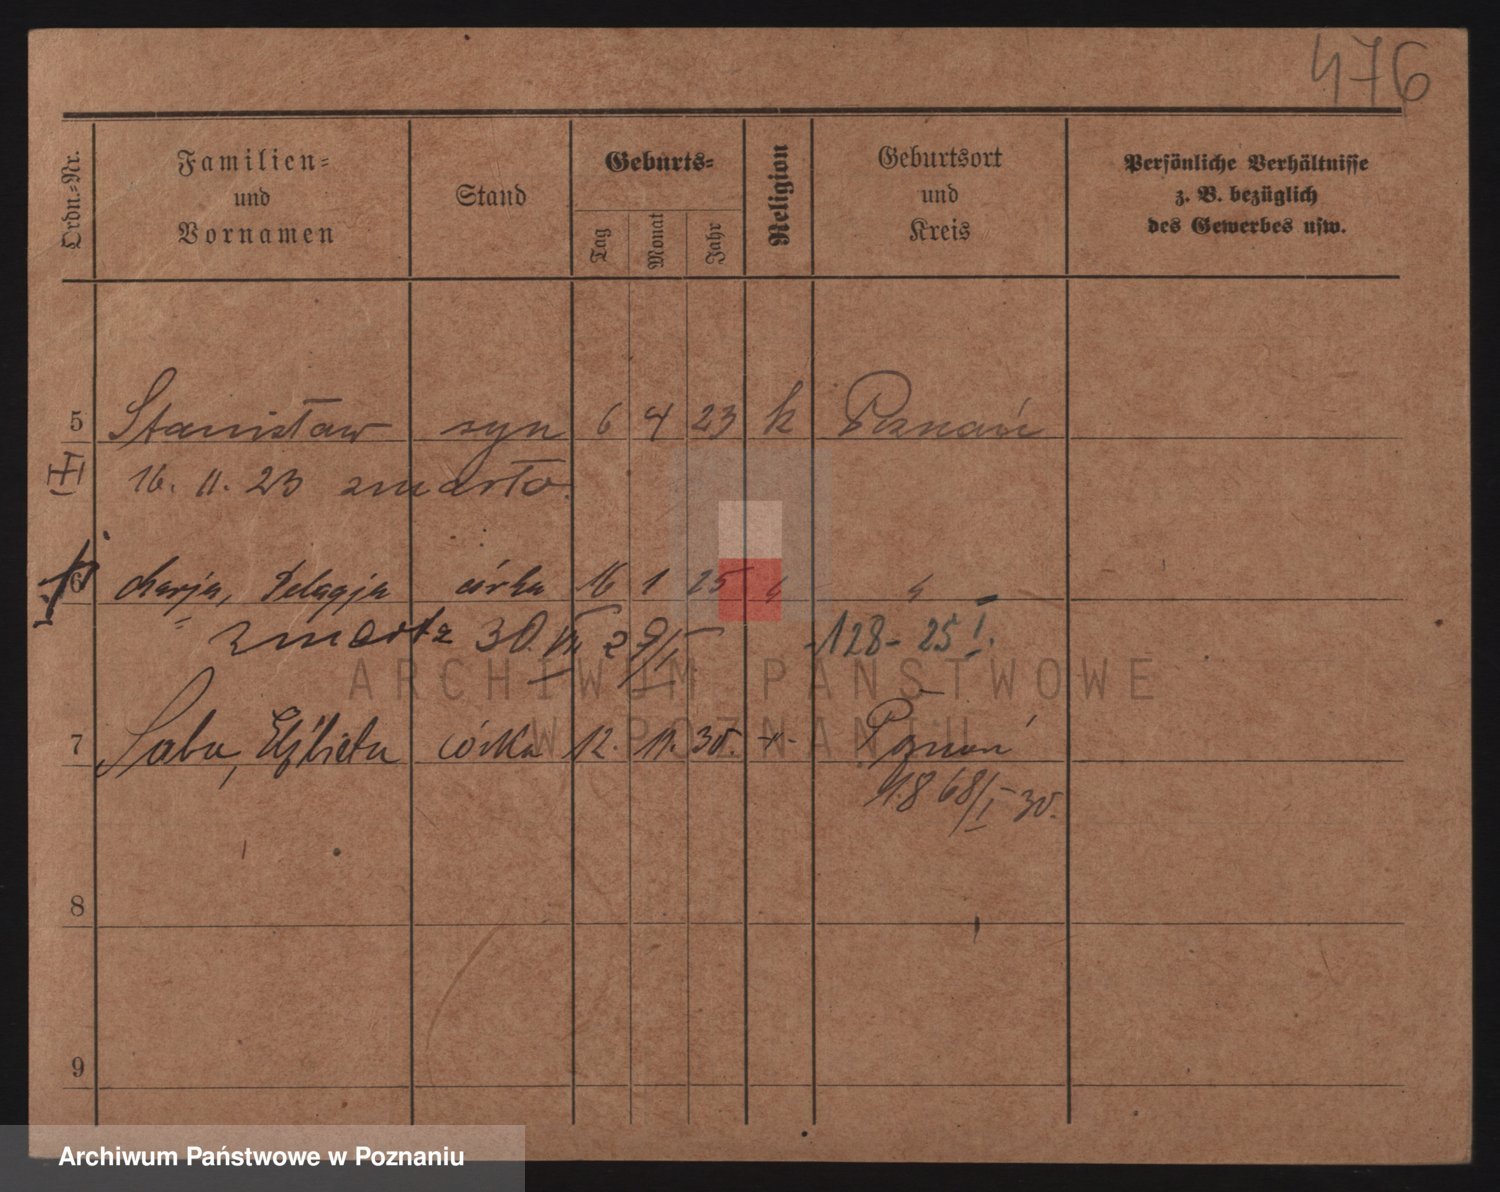 476
Ordn.-Nr.
Familien-
und
Vornamen
Stand
Geburts-
Tag
Monat
Jahr
Religion
Geburtsort
und
Kreis
Persönliche Verhältnisse
z. B. bezüglich
des Gewerbes usw.
5 Stanisław syn 6 4 23 k Poznań
16. 11. 23 zmarło.
6 Marja, Pelagja córka 16 1 25 " "
zmarła 30. VII 29/I -128- 25 I.
7 Saba, Elżbieta córka 12. 11. 30. -"- Poznań
1868/I 30.
8
9
ARCHIWUM PAŃSTWOWE
W POZNANIU
Archiwum Państwowe w Poznaniu